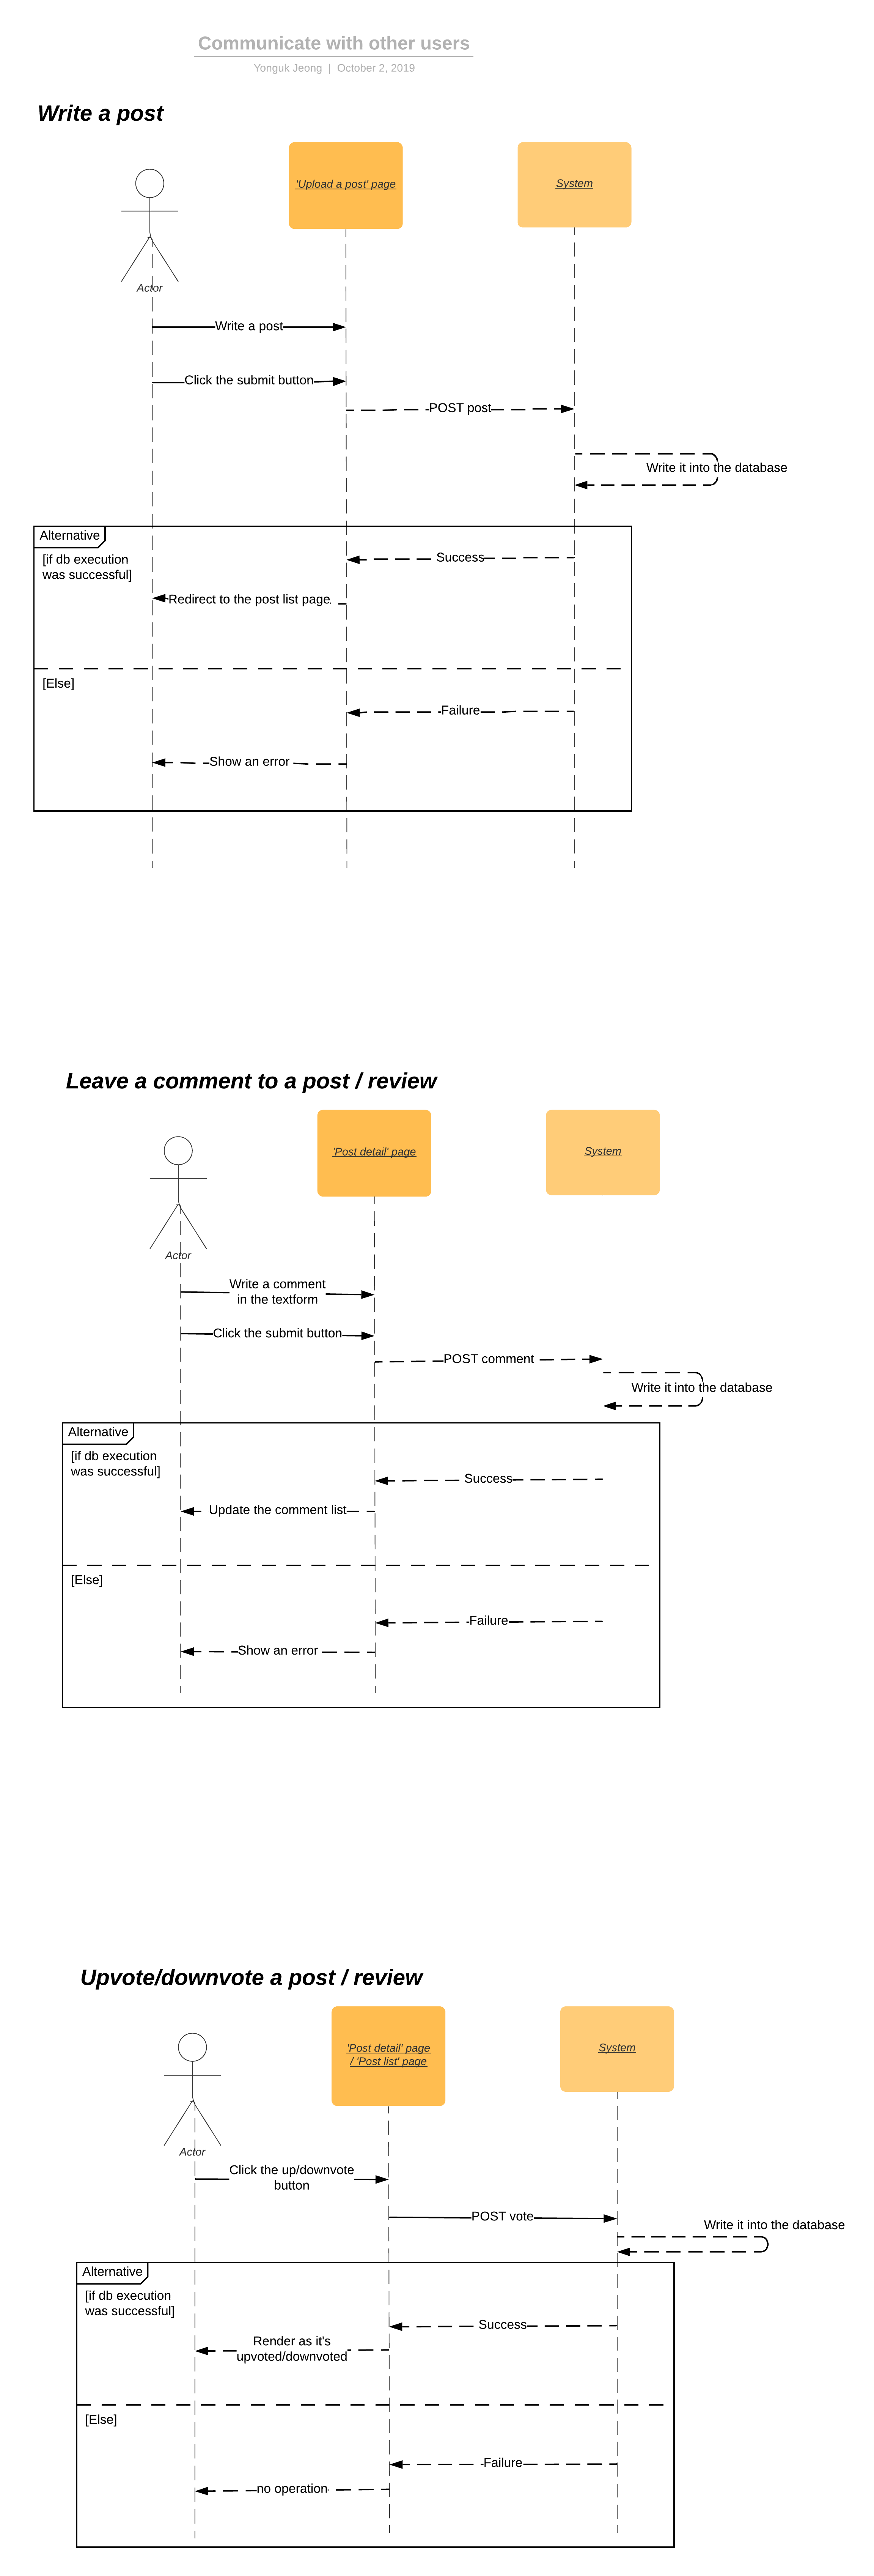 Communicate with other users
Yonguk Jeong | October 2, 2019
Write a post
'Upload a post' page
System
Actor
Write a post
Click the submit button
POST post
Write it into the database
Alternative
[if db execution
was successful]
Success
Redirect to the post list page
[Else]
Failure
Show an error
Leave a comment to a post / review
'Post detail' page
System
Actor
Write a comment
in the textform
Click the submit button
POST comment
Write it into the database
Alternative
[if db execution
was successful]
Success
Update the comment list
[Else]
Failure
Show an error
Upvote/downvote a post / review
'Post detail' page
/ 'Post list' page
System
Actor
Click the up/downvote
button
POST vote
Write it into the database
Alternative
[if db execution
was successful]
Success
Render as it's
upvoted/downvoted
[Else]
Failure
no operation